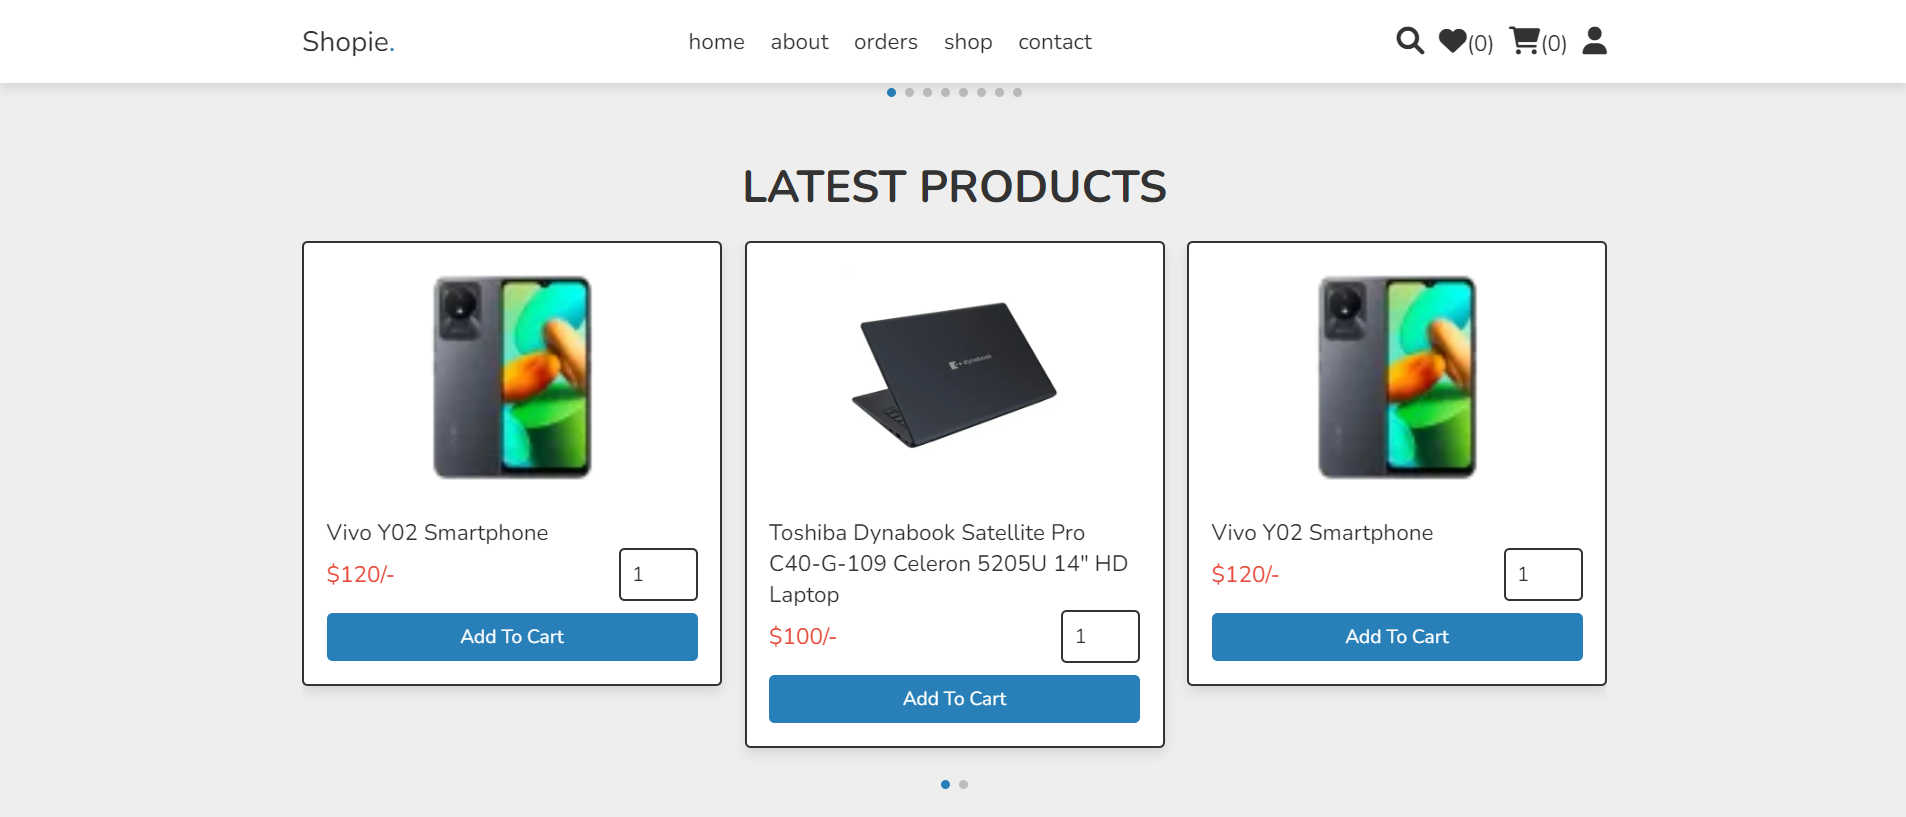 Shopie.
home about orders shop contact
(0) (0)
LATEST PRODUCTS
dynabook
Vivo Y02 Smartphone
$120/-
1
Add To Cart
Toshiba Dynabook Satellite Pro
C40-G-109 Celeron 5205U 14" HD
Laptop
$100/-
1
Add To Cart
Vivo Y02 Smartphone
$120/-
1
Add To Cart